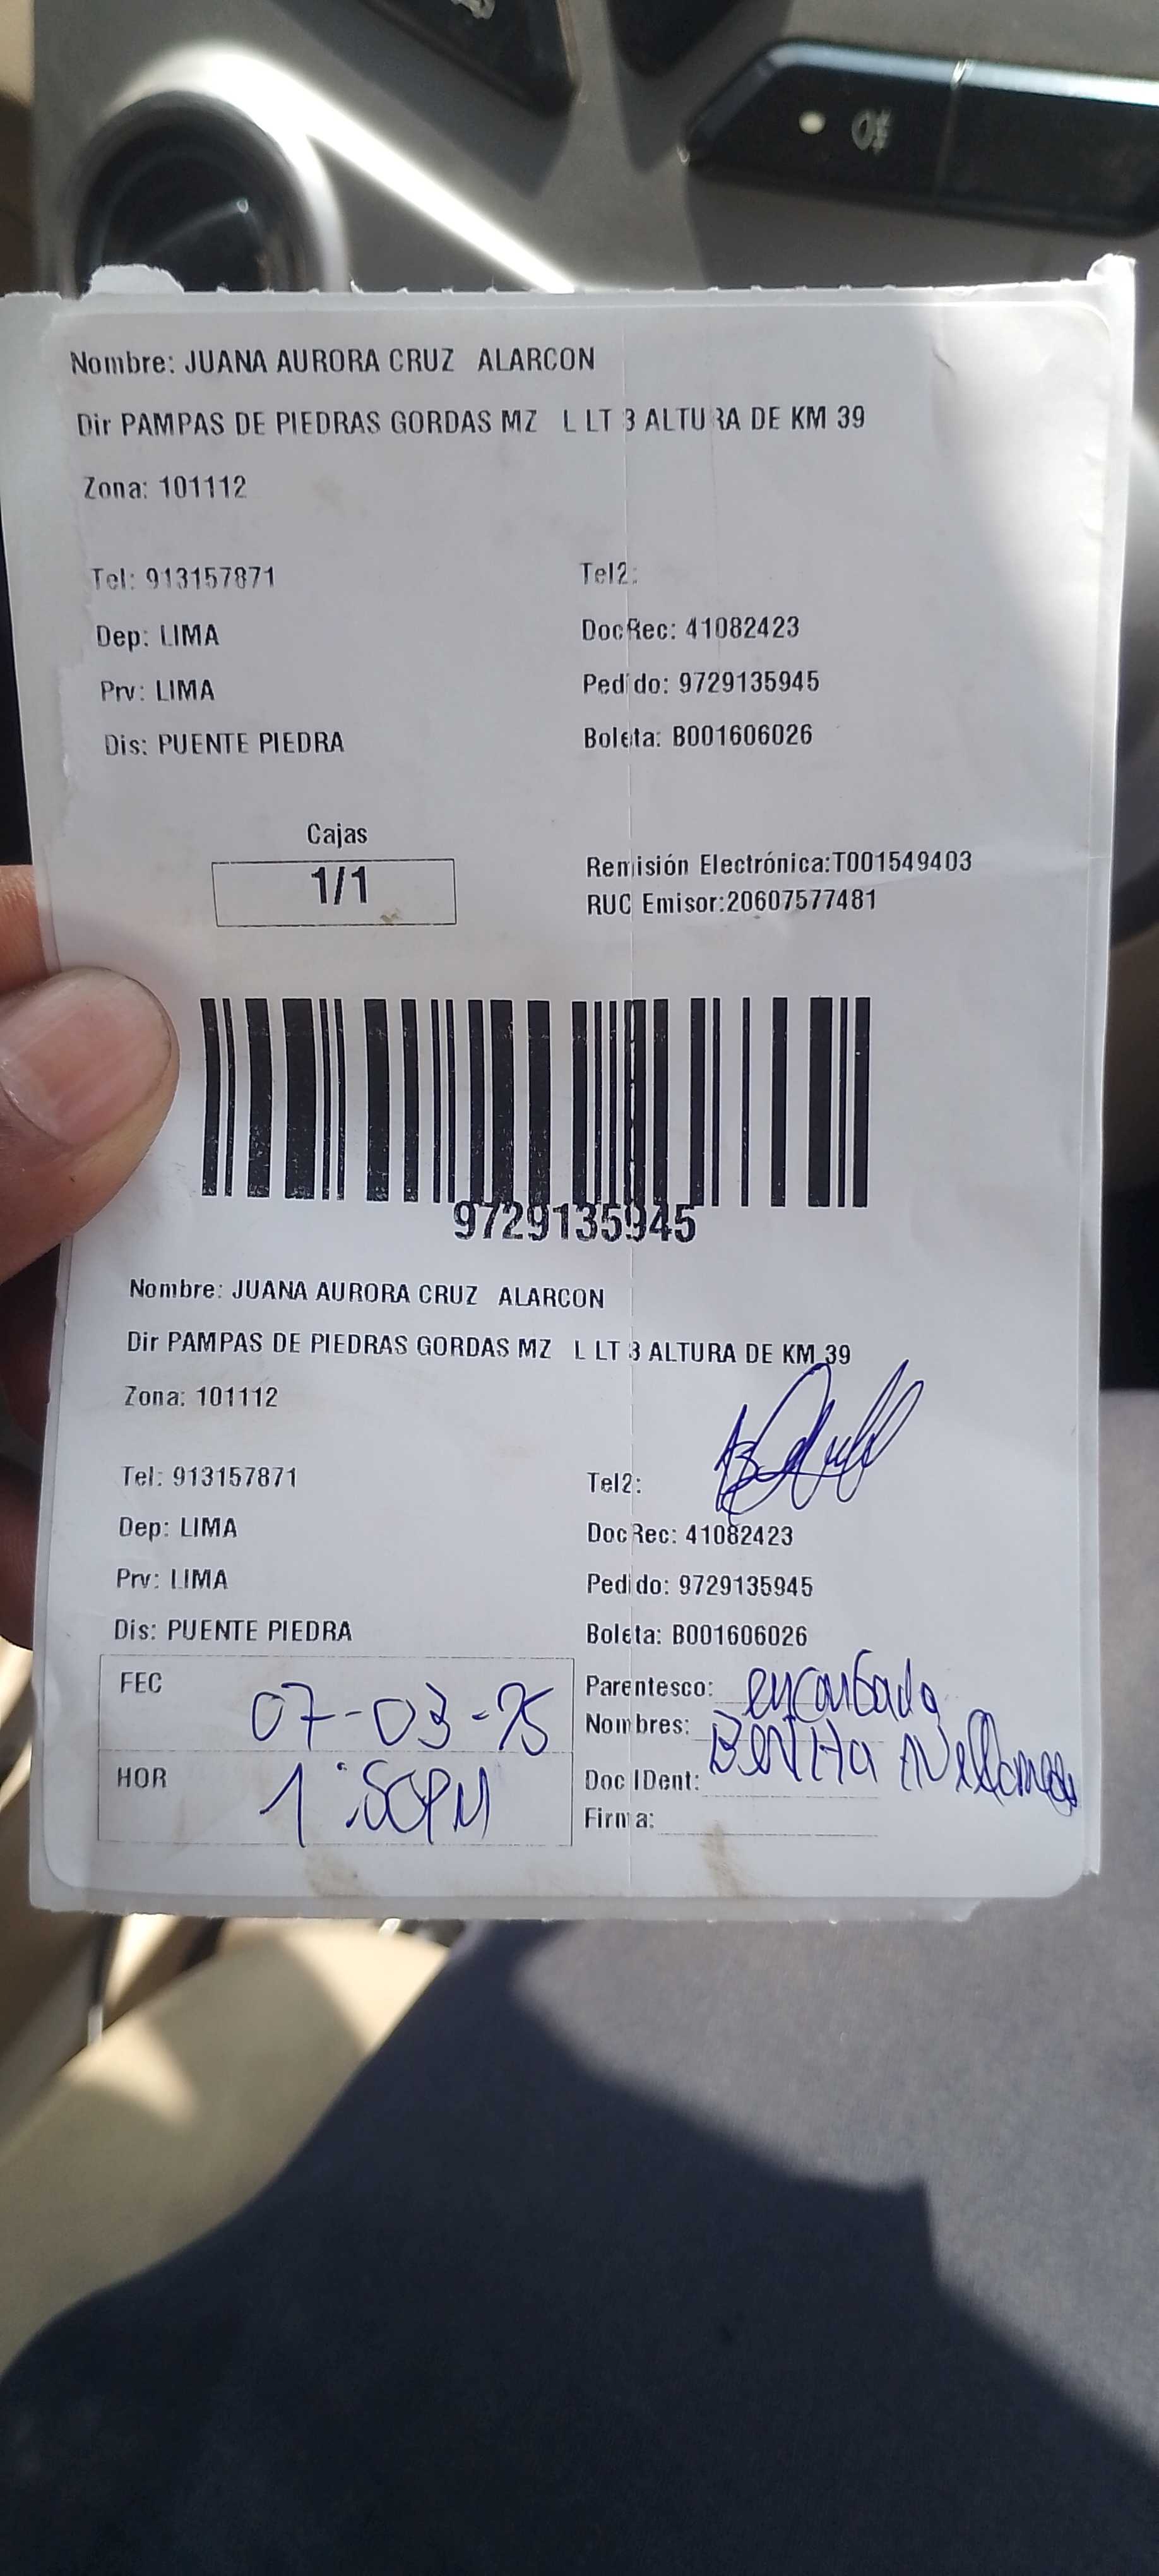 Nombre: JUANA AURORA CRUZ ALARCON
Dir PAMPAS DE PIEDRAS GORDAS MZ L LT 3 ALTURA DE KM 39
Zona: 101112
Tel: 913157871 Tel2:
Dep: LIMA DocRec: 41082423
Prv: LIMA Pedido: 9729135945
Dis: PUENTE PIEDRA Boleta: B001606026
Cajas
1/1
Remisión Electrónica:T001549403
RUC Emisor:20607577481
9729135945
Nombre: JUANA AURORA CRUZ ALARCON
Dir PAMPAS DE PIEDRAS GORDAS MZ L LT 3 ALTURA DE KM 39
Zona: 101112
Tel: 913157871 Tel2:
Dep: LIMA DocRec: 41082423
Prv: LIMA Pedido: 9729135945
Dis: PUENTE PIEDRA Boleta: B001606026
FEC 07-03-25 Parentesco: encargada
Nombres:
HOR 1:50PM Doc IDent:
Firma: